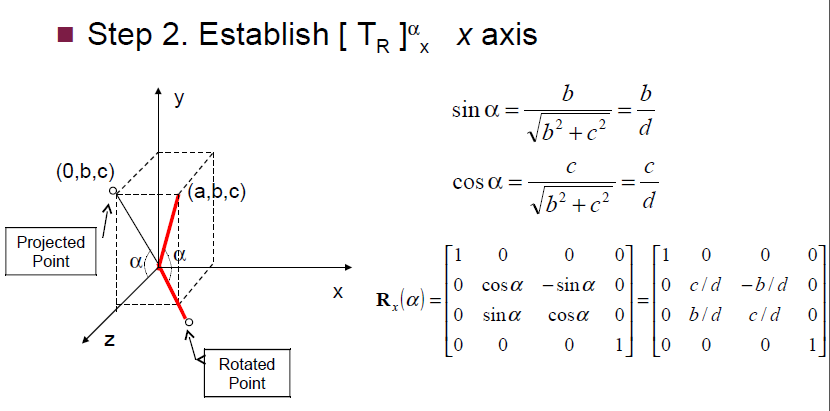 Step 2. Establish [ T_R ]^α_x x axis
y
(0,b,c)
(a,b,c)
Projected
Point
α
α
x
z
Rotated
Point
sin α = b / √(b² + c²) = b / d
cos α = c / √(b² + c²) = c / d
R_x(α) = [1 0 0 0; 0 cosα −sinα 0; 0 sinα cosα 0; 0 0 0 1] = [1 0 0 0; 0 c/d −b/d 0; 0 b/d c/d 0; 0 0 0 1]